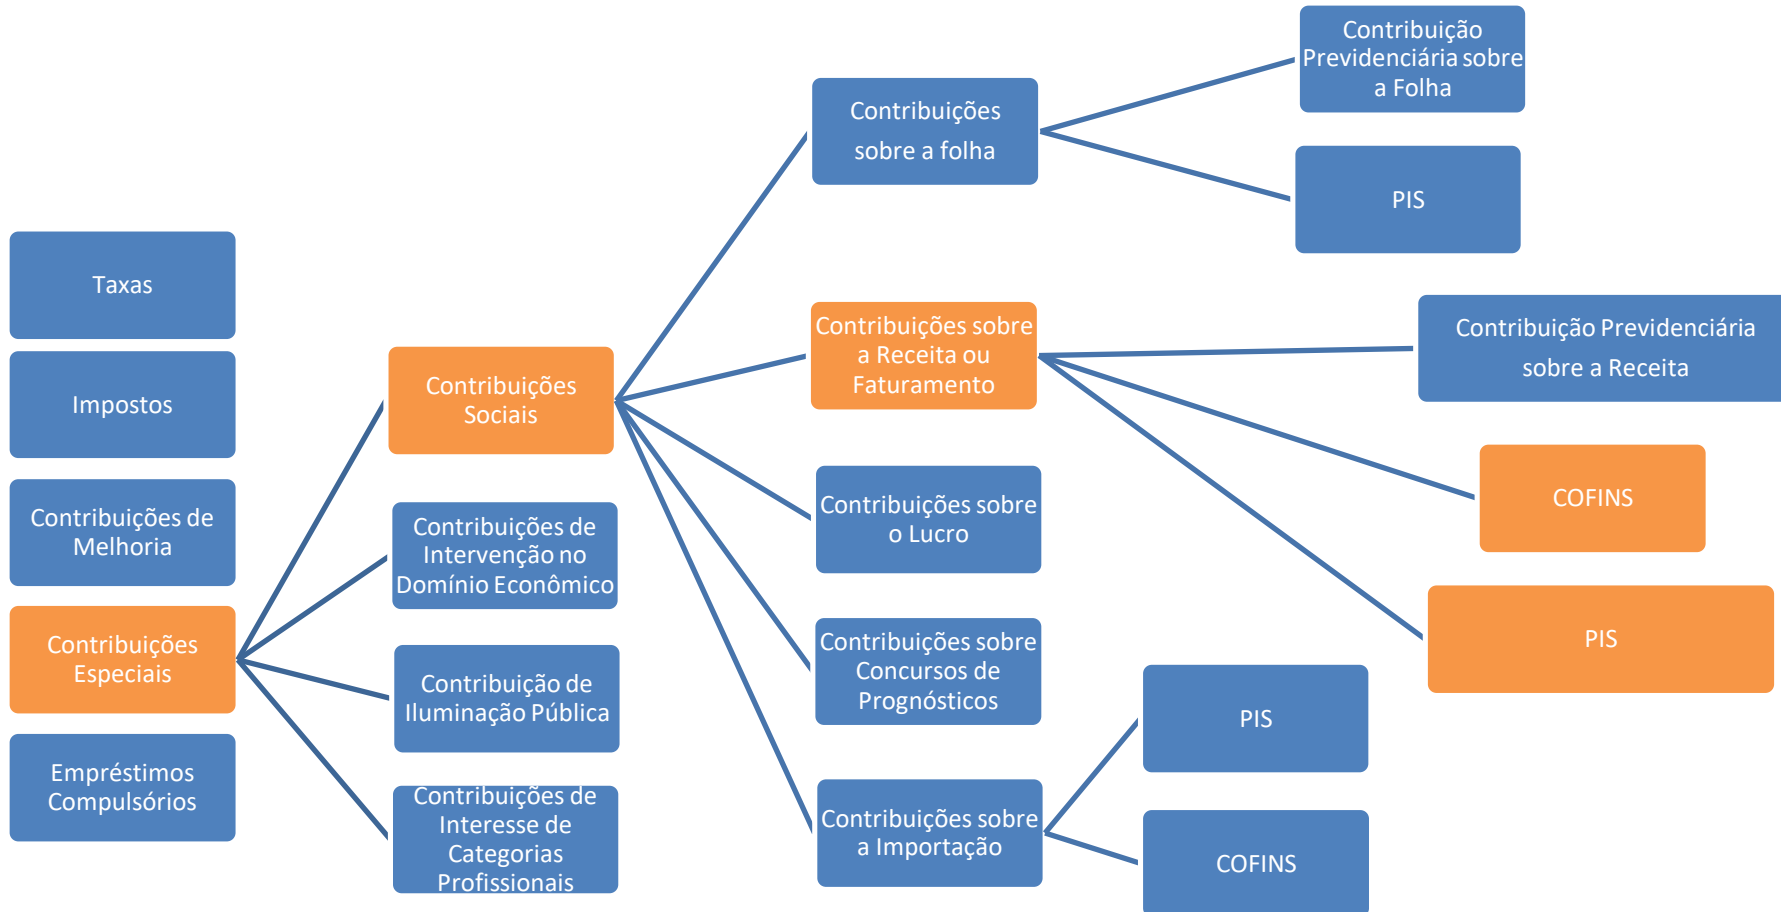 Taxas
Impostos
Contribuições de
Melhoria
Contribuições
Especiais
Empréstimos
Compulsórios
Contribuições
Sociais
Contribuições de
Intervenção no
Domínio Econômico
Contribuição de
Iluminação Pública
Contribuições de
Interesse de
Categorias
Profissionais
Contribuições
sobre a folha
Contribuições sobre
a Receita ou
Faturamento
Contribuições sobre
o Lucro
Contribuições sobre
Concursos de
Prognósticos
Contribuições sobre
a Importação
Contribuição
Previdenciária sobre
a Folha
PIS
Contribuição Previdenciária
sobre a Receita
COFINS
PIS
PIS
COFINS